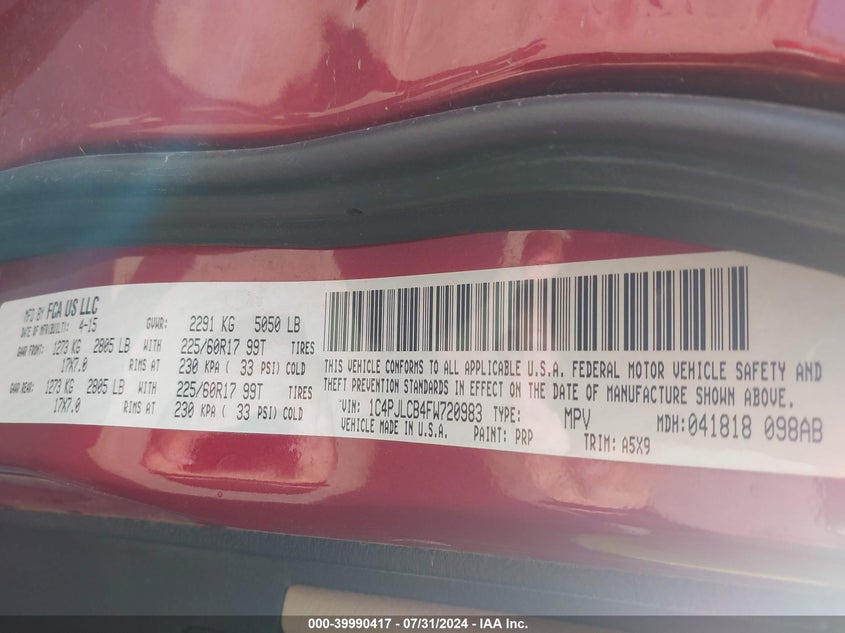 MFD BY FCA US LLC
DATE OF MFR/BUILT: 4-15 GVWR: 2291 KG 5050 LB
GAWR FRONT: 1273 KG 2805 LB WITH 225/60R17 99T TIRES
17X7.0 RIMS AT 230 KPA ( 33 PSI) COLD
GAWR REAR: 1273 KG 2805 LB WITH 225/60R17 99T TIRES
17X7.0 RIMS AT 230 KPA ( 33 PSI) COLD
THIS VEHICLE CONFORMS TO ALL APPLICABLE U.S.A. FEDERAL MOTOR VEHICLE SAFETY AND
THEFT PREVENTION STANDARDS IN EFFECT ON THE DATE OF MANUFACTURE SHOWN ABOVE.
VIN: 1C4PJLCB4FW720983 TYPE: MPV MDH:041818 098AB
VEHICLE MADE IN U.S.A. PAINT: PRP TRIM: A5X9
000-39990417 - 07/31/2024 - IAA Inc.